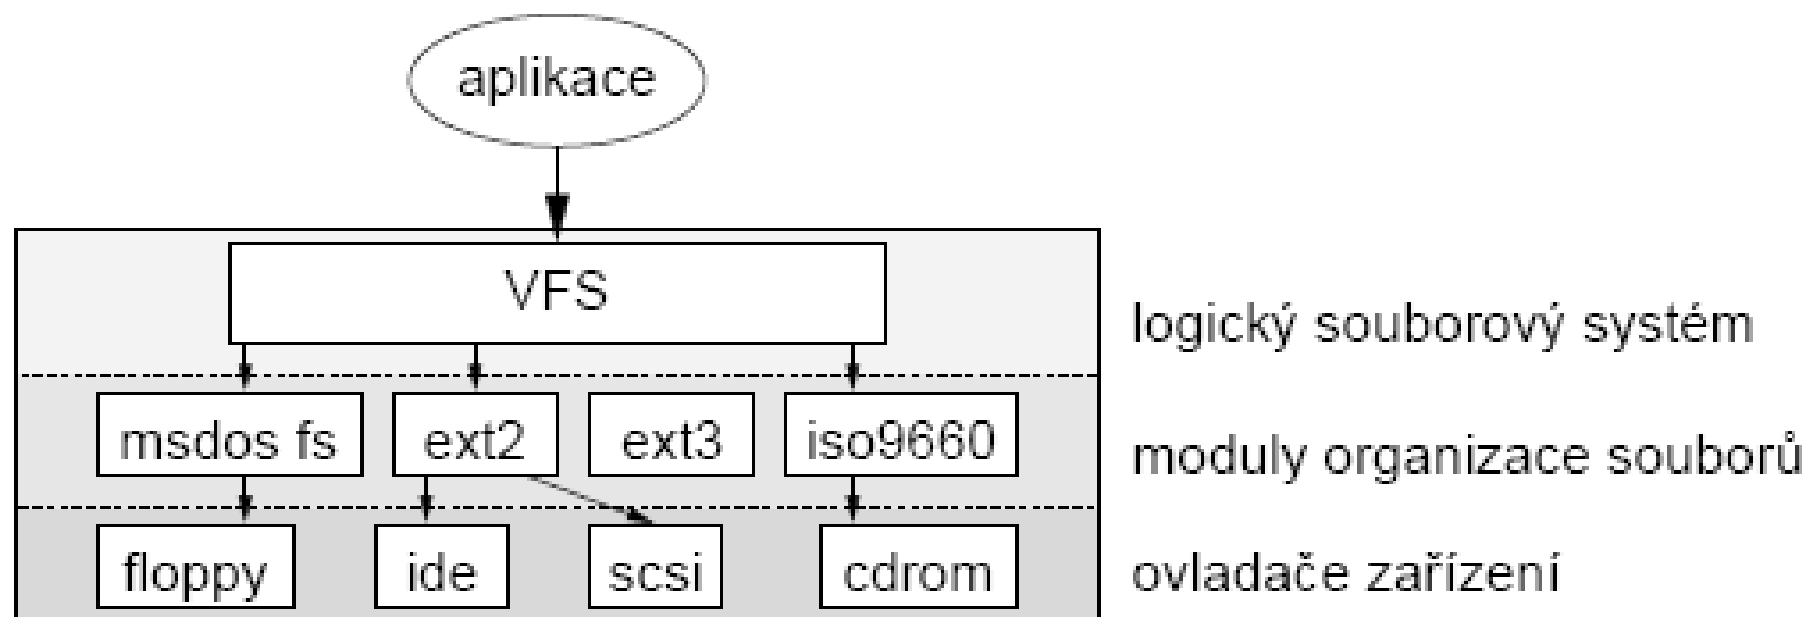 aplikace
VFS
logický souborový systém
msdos fs ext2 ext3 iso9660
moduly organizace souborů
floppy ide scsi cdrom
ovladače zařízení